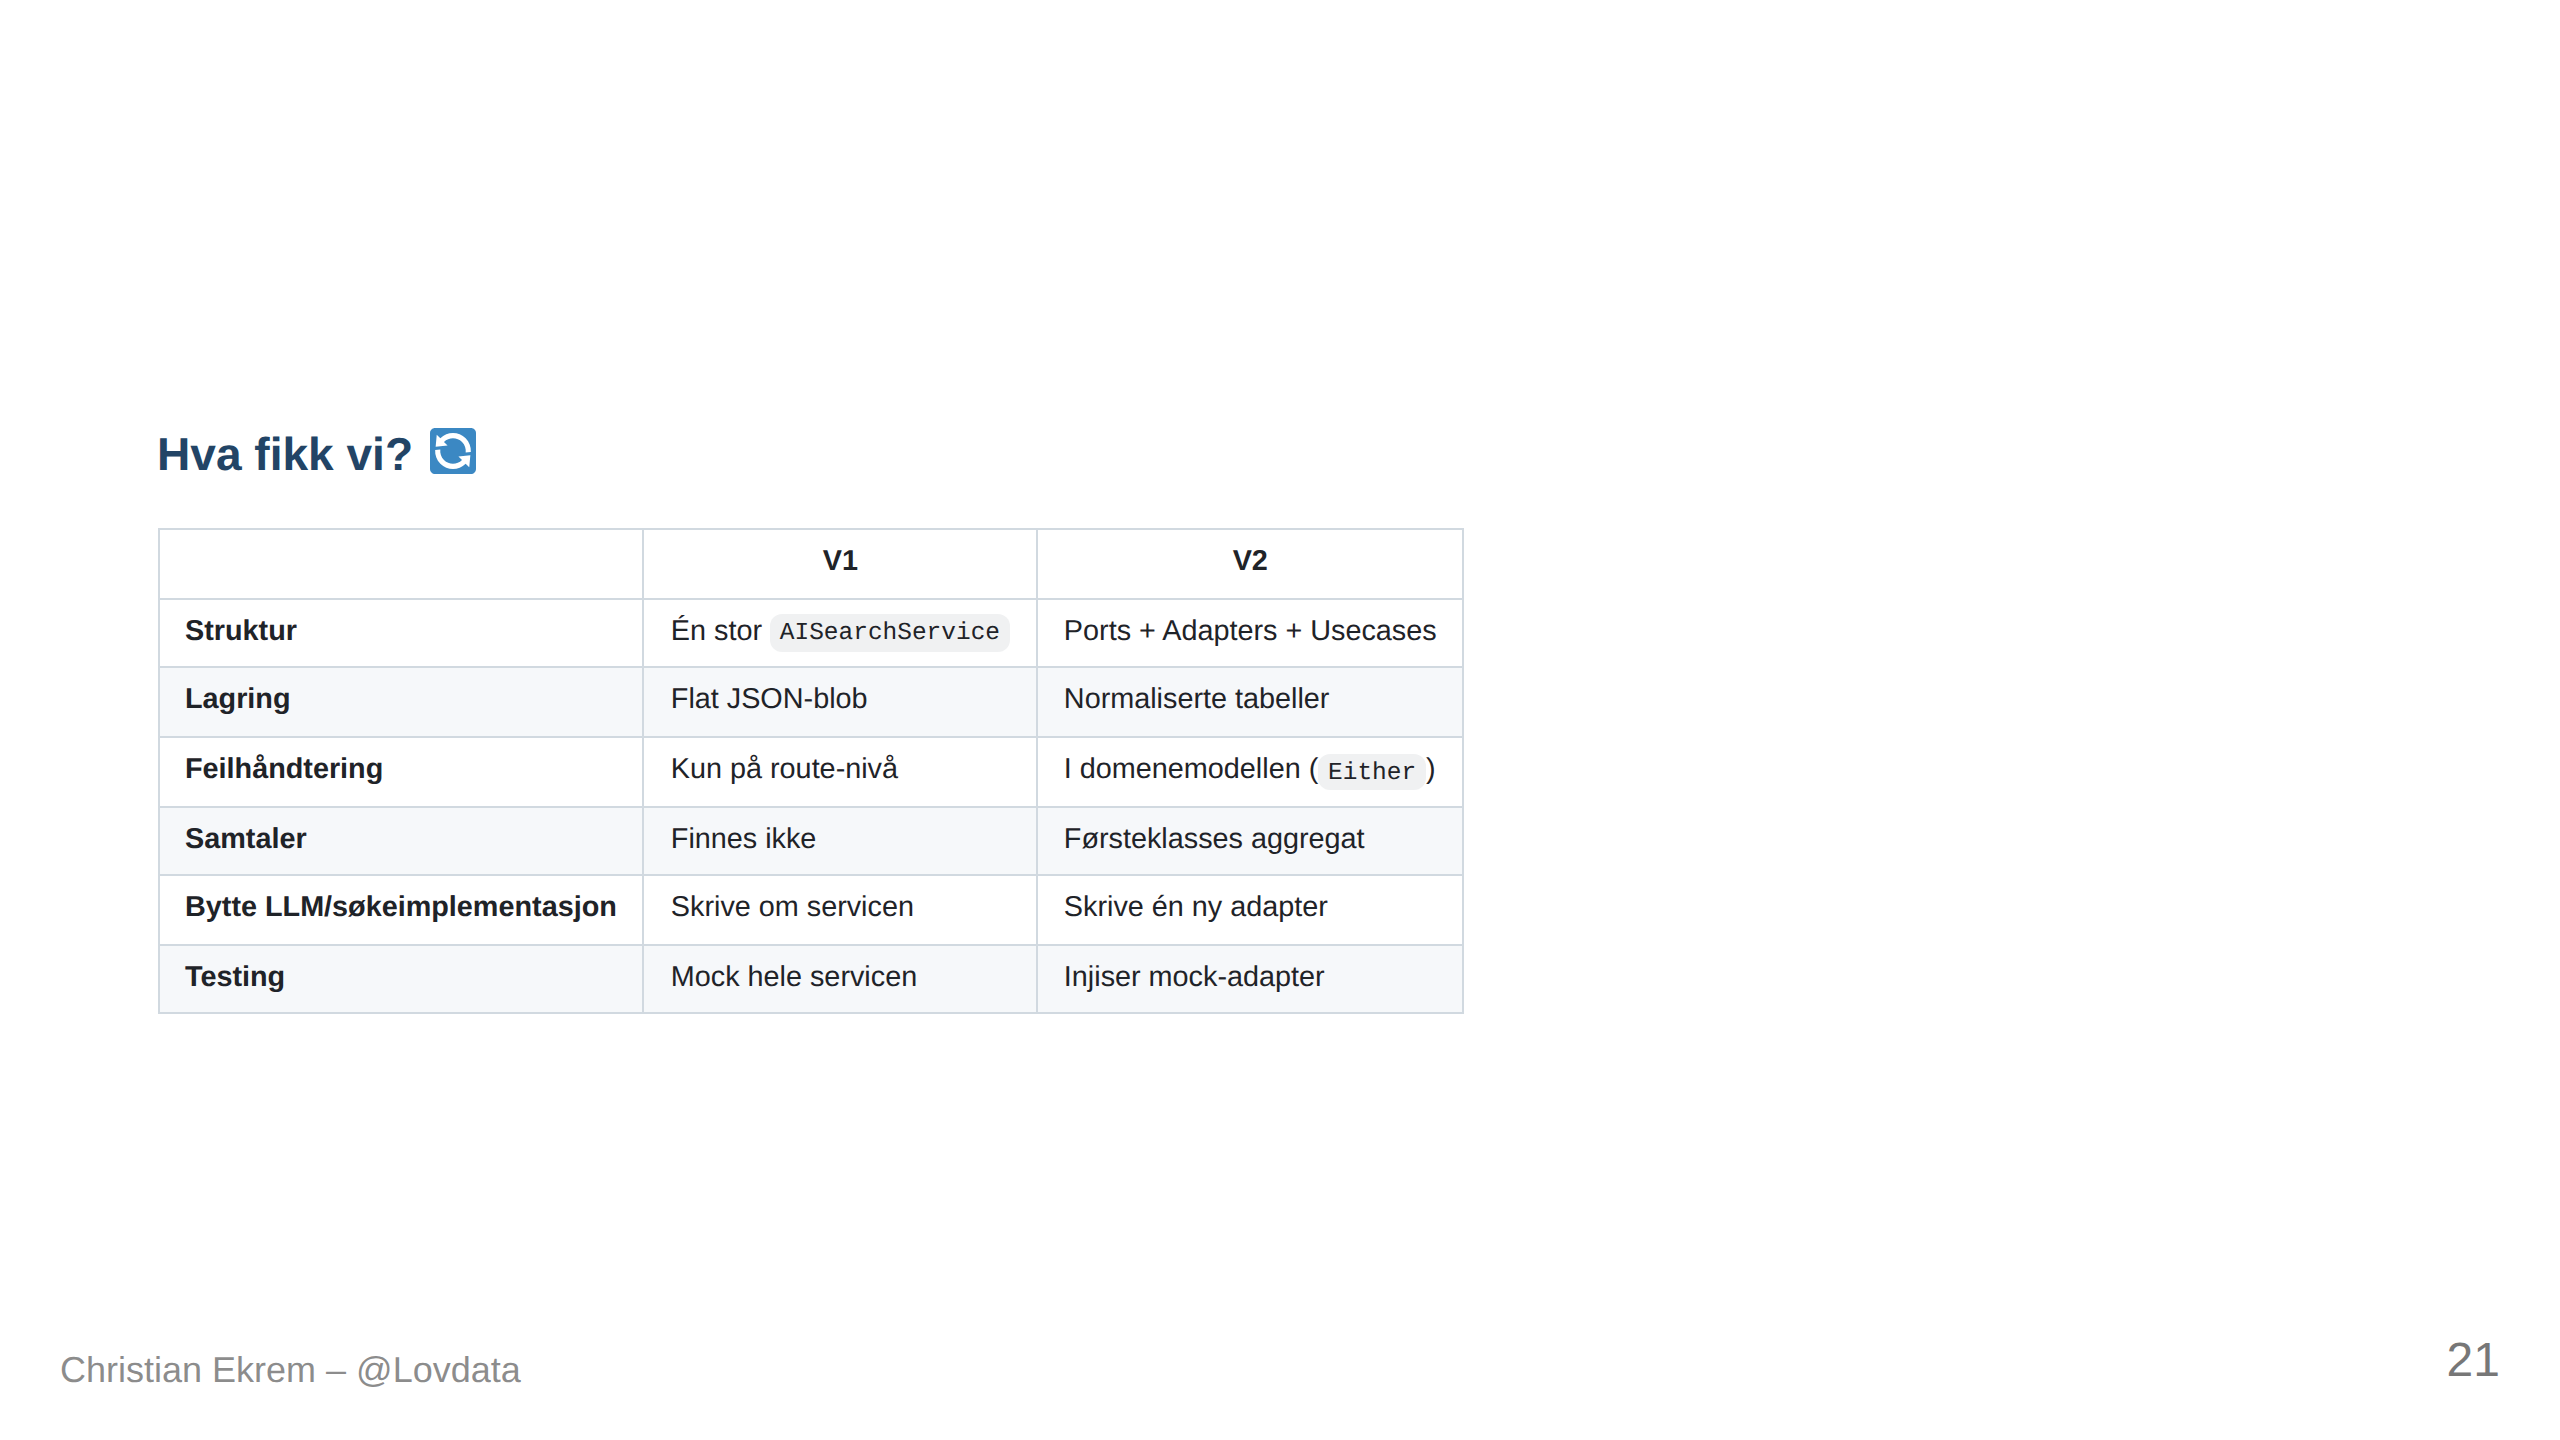 Hva fikk vi? 🔄
V1 V2
Struktur Én stor AISearchService Ports + Adapters + Usecases
Lagring Flat JSON-blob Normaliserte tabeller
Feilhåndtering Kun på route-nivå I domenemodellen (Either)
Samtaler Finnes ikke Førsteklasses aggregat
Bytte LLM/søkeimplementasjon Skrive om servicen Skrive én ny adapter
Testing Mock hele servicen Injiser mock-adapter
Christian Ekrem – @Lovdata
21